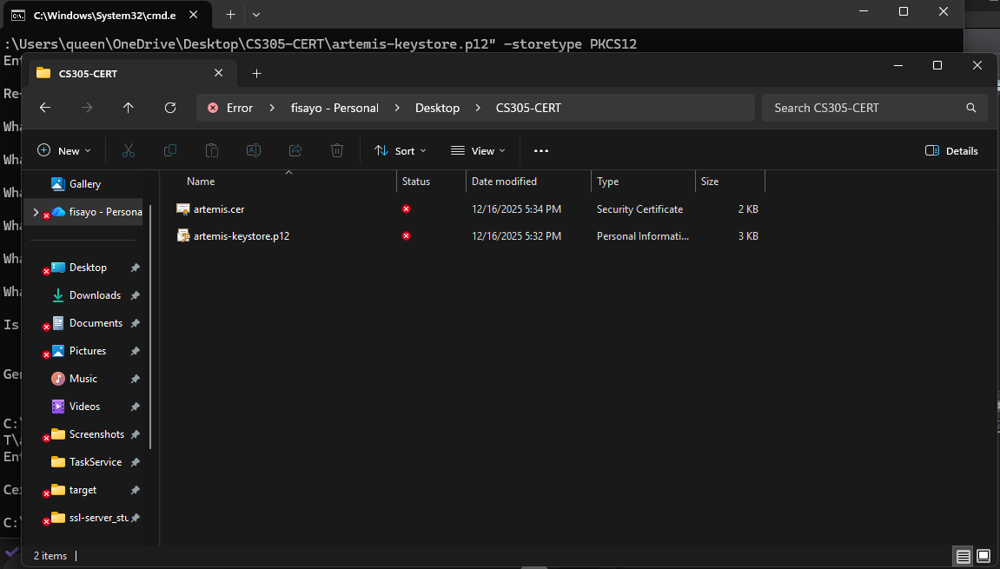 C:\Windows\System32\cmd.e
:\Users\queen\OneDrive\Desktop\CS305-CERT\artemis-keystore.p12" -storetype PKCS12
Ent
Re-
Wha
Wha
Wha
Wha
Wha
Wha
Is
Gen
C:\
T\a
Ent
Cer
C:\
CS305-CERT
Error > fisayo - Personal > Desktop > CS305-CERT
Search CS305-CERT
New
Sort
View
Details
Name Status Date modified Type Size
artemis.cer 12/16/2025 5:34 PM Security Certificate 2 KB
artemis-keystore.p12 12/16/2025 5:32 PM Personal Informati... 3 KB
Gallery
fisayo - Persona
Desktop
Downloads
Documents
Pictures
Music
Videos
Screenshots
TaskService
target
ssl-server_stu
2 items